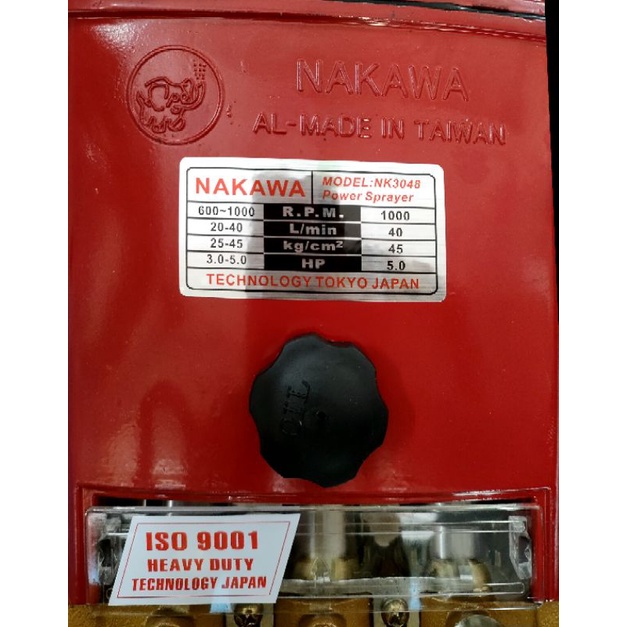 NAKAWA
AL-MADE IN TAIWAN
NAKAWA MODEL:NK3048
Power Sprayer
600~1000 R.P.M. 1000
20-40 L/min 40
25-45 kg/cm² 45
3.0-5.0 HP 5.0
TECHNOLOGY TOKYO JAPAN
OIL
ISO 9001
HEAVY DUTY
TECHNOLOGY JAPAN